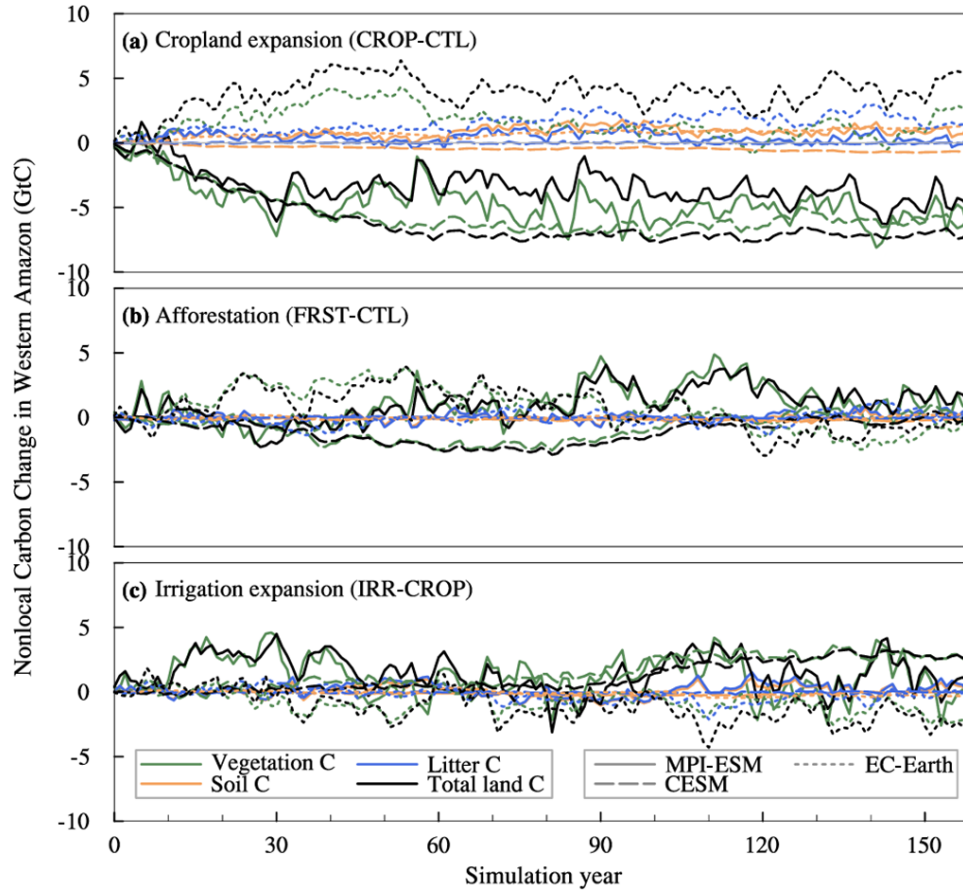 Nonlocal Carbon Change in Western Amazon (GtC)
10
(a) Cropland expansion (CROP-CTL)
5
0
-5
-10
10
(b) Afforestation (FRST-CTL)
5
0
-5
-10
10
(c) Irrigation expansion (IRR-CROP)
5
0
-5
Vegetation C Litter C MPI-ESM EC-Earth
Soil C Total land C CESM
-10
0 30 60 90 120 150
Simulation year